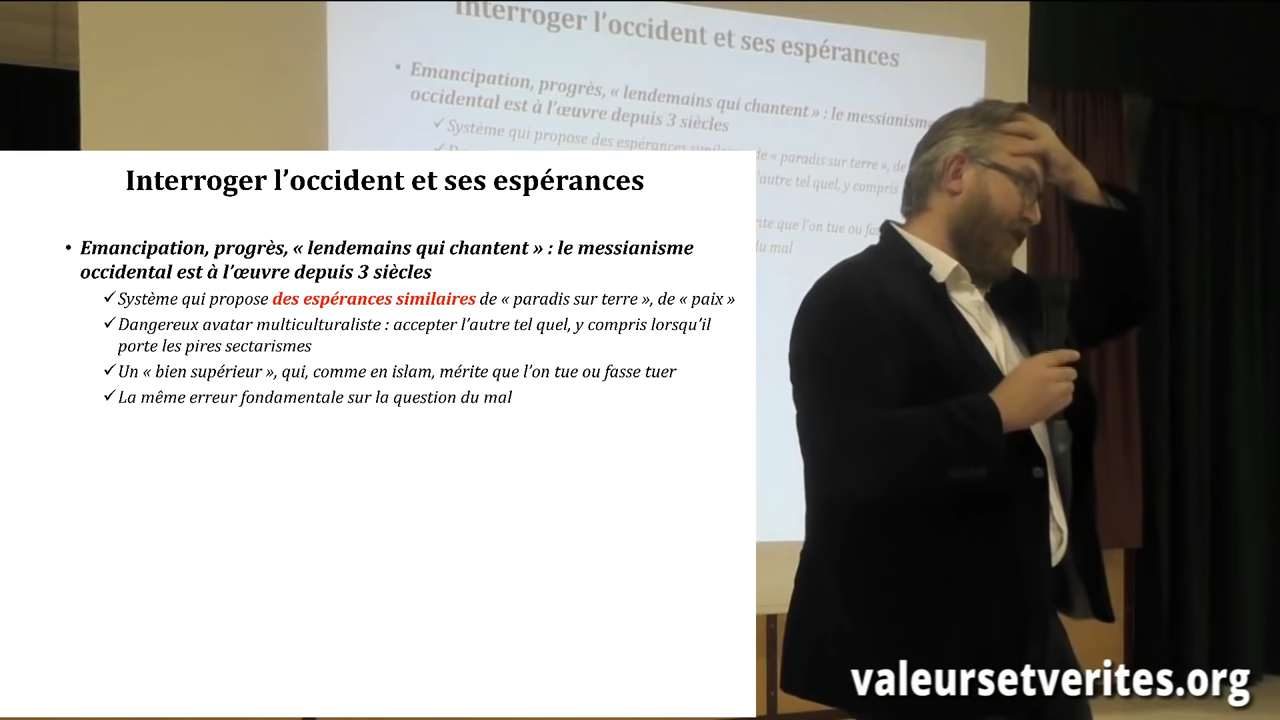 Interroger l'occident et ses espérances
• Emancipation, progrès, « lendemains qui chantent » : le messianism
occidental est à l'œuvre depuis 3 siècles
✓ Système qui propose des espérances
de « paradis sur terre », de
l'autre tel quel, y compris
que l'on tue ou
du mal
Interroger l'occident et ses espérances
• Emancipation, progrès, « lendemains qui chantent » : le messianisme
occidental est à l'œuvre depuis 3 siècles
✓Système qui propose des espérances similaires de « paradis sur terre », de « paix »
✓Dangereux avatar multiculturaliste : accepter l'autre tel quel, y compris lorsqu'il
porte les pires sectarismes
✓Un « bien supérieur », qui, comme en islam, mérite que l'on tue ou fasse tuer
✓La même erreur fondamentale sur la question du mal
valeursetverites.org